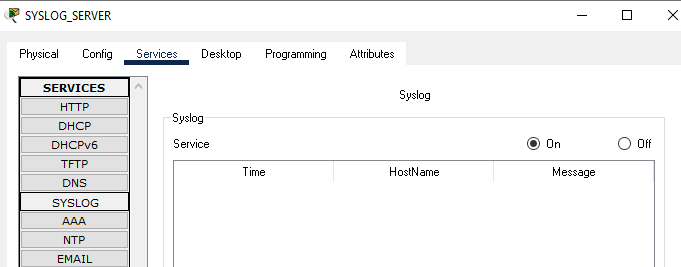 SYSLOG_SERVER
Physical Config Services Desktop Programming Attributes
SERVICES
HTTP
DHCP
DHCPv6
TFTP
DNS
SYSLOG
AAA
NTP
EMAIL
Syslog
Syslog
Service On Off
Time HostName Message